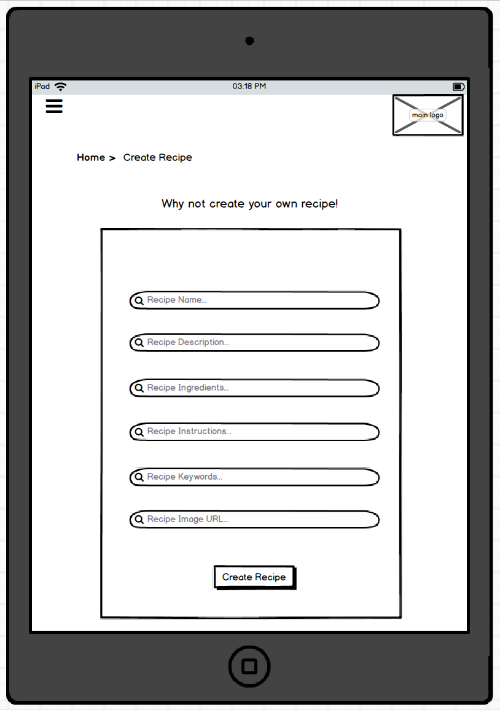 iPad 03:18 PM
main logo
Home > Create Recipe
Why not create your own recipe!
Recipe Name...
Recipe Description...
Recipe Ingredients...
Recipe Instructions...
Recipe Keywords...
Recipe Image URL...
Create Recipe